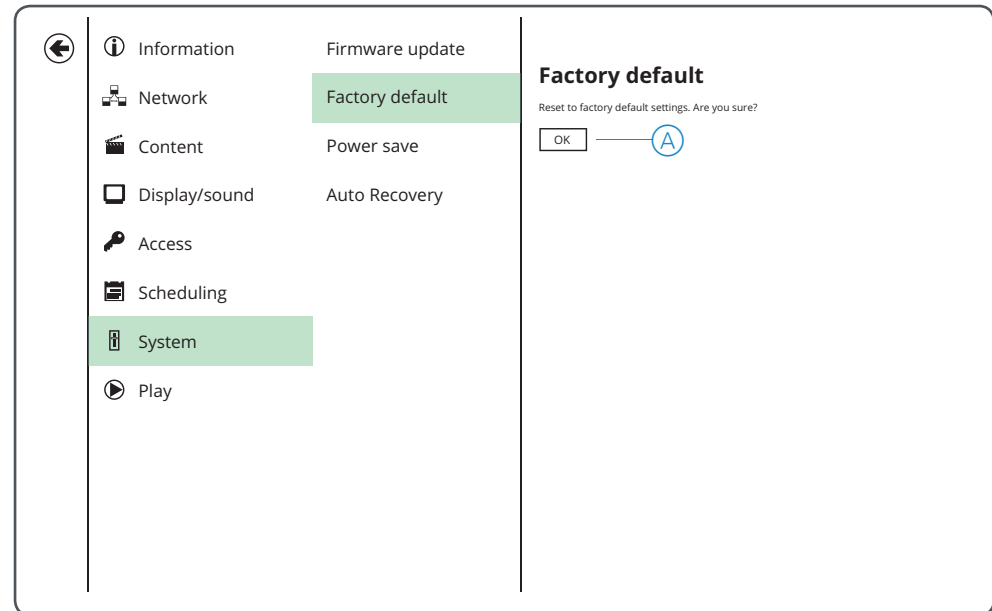 Information
Network
Content
Display/sound
Access
Scheduling
System
Play
Firmware update
Factory default
Power save
Auto Recovery
Factory default
Reset to factory default settings. Are you sure?
OK
A